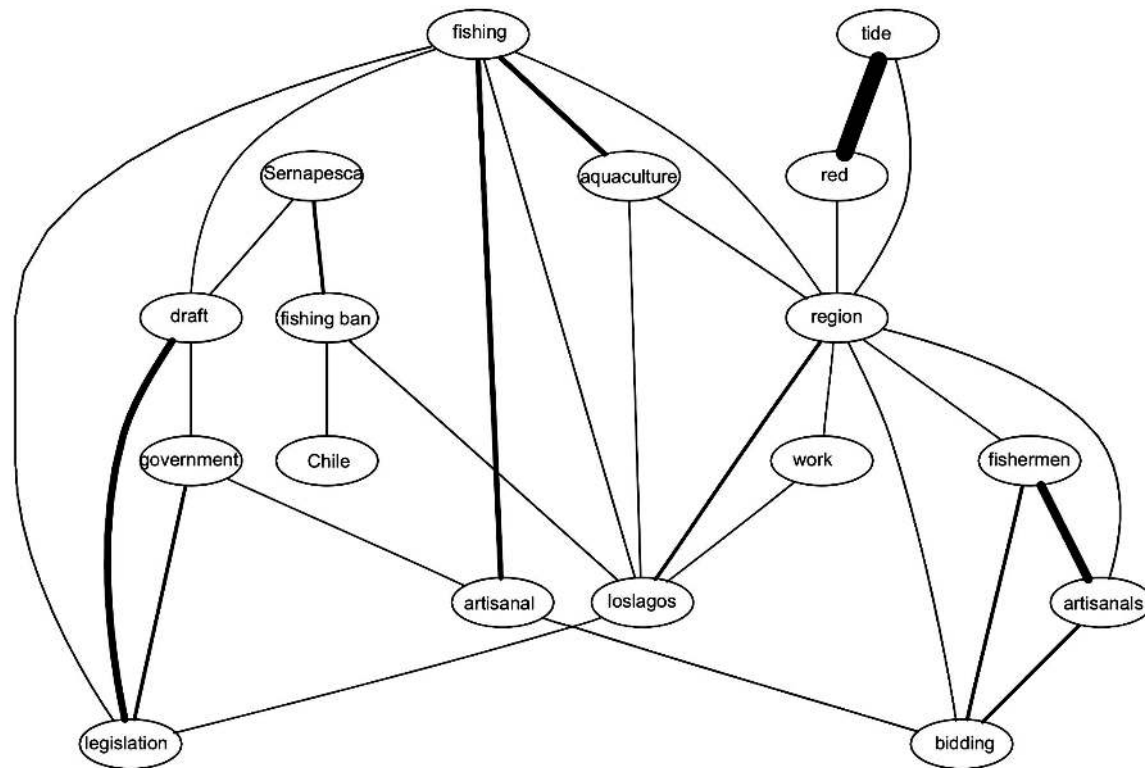 fishing
tide
Sernapesca
aquaculture
red
draft
fishing ban
region
government
Chile
work
fishermen
artisanal
loslagos
artisanals
legislation
bidding